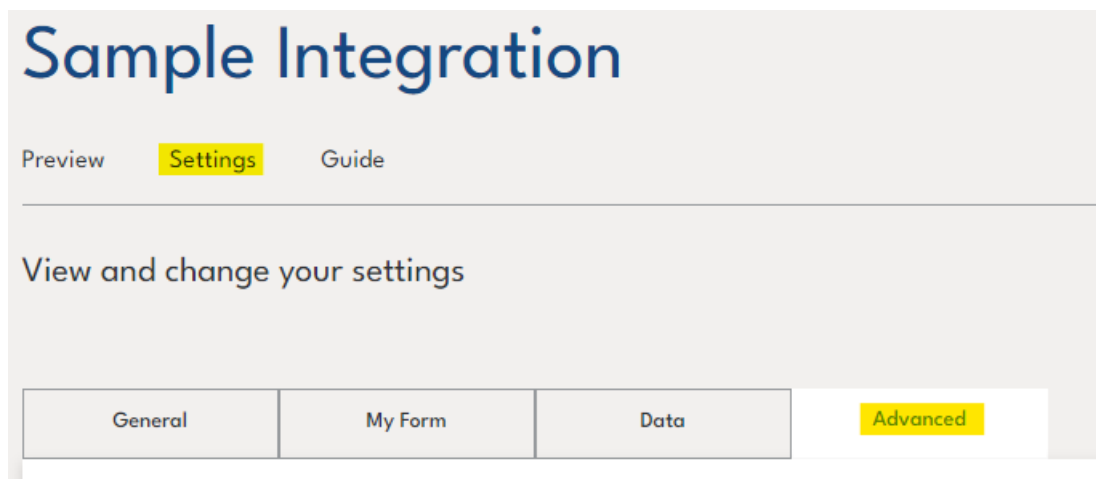 Sample Integration
Preview Settings Guide
View and change your settings
General My Form Data Advanced